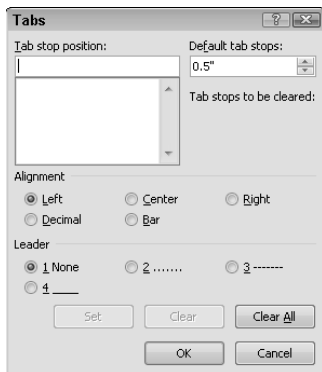 Tabs
Tab stop position:
Default tab stops:
0.5"
Tab stops to be cleared:
Alignment
Left
Center
Right
Decimal
Bar
Leader
1 None
2 .......
3 -------
4 ____
Set
Clear
Clear All
OK
Cancel